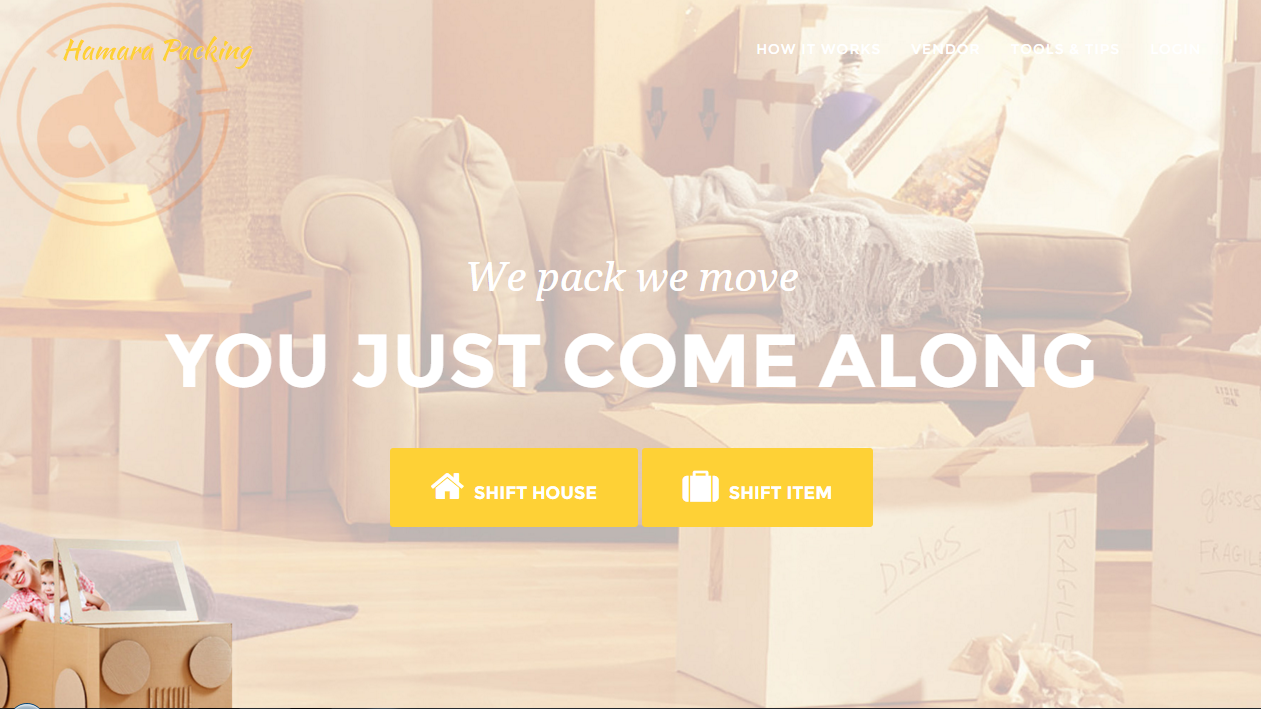 Hamara Packing
HOW IT WORKS VENDOR TOOLS & TIPS LOGIN
We pack we move
YOU JUST COME ALONG
SHIFT HOUSE SHIFT ITEM
DISHES
FRAGILE
glasses
FRAGILE